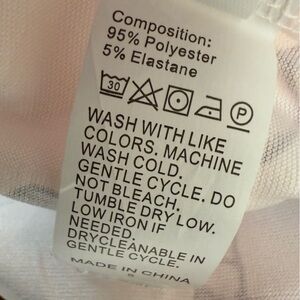 Composition:
95% Polyester
5% Elastane
30 P
WASH WITH LIKE
COLORS. MACHINE
WASH COLD.
GENTLE CYCLE. DO
NOT BLEACH.
TUMBLE DRY LOW.
LOW IRON IF
NEEDED.
DRYCLEANABLE IN
GENTLE CYCLE.
MADE IN CHINA